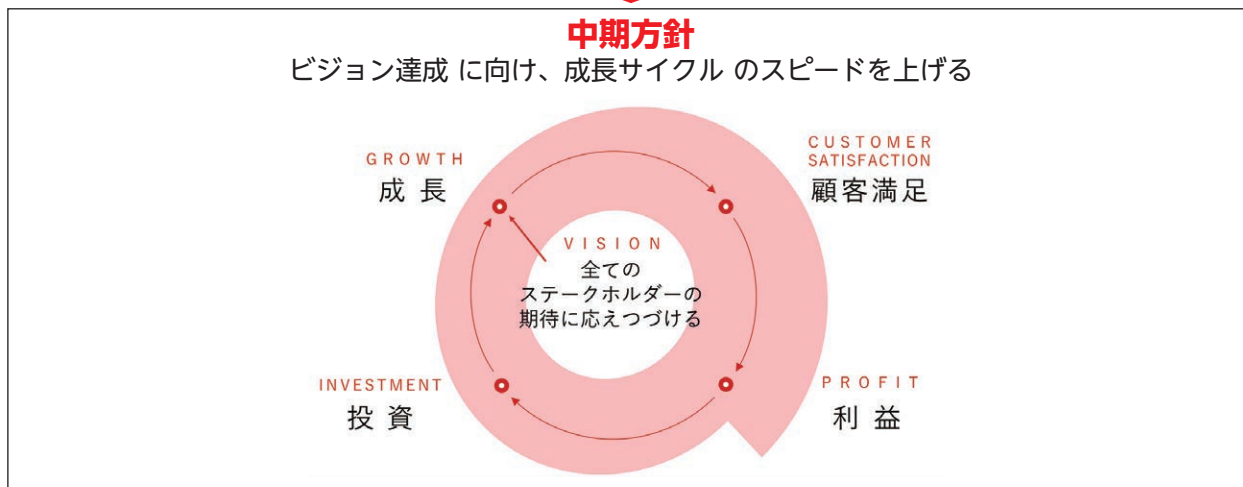 中期方針
ビジョン達成 に向け、成長サイクル のスピードを上げる
GROWTH
成長
CUSTOMER
SATISFACTION
顧客満足
VISION
全ての
ステークホルダーの
期待に応えつづける
INVESTMENT
投資
PROFIT
利益